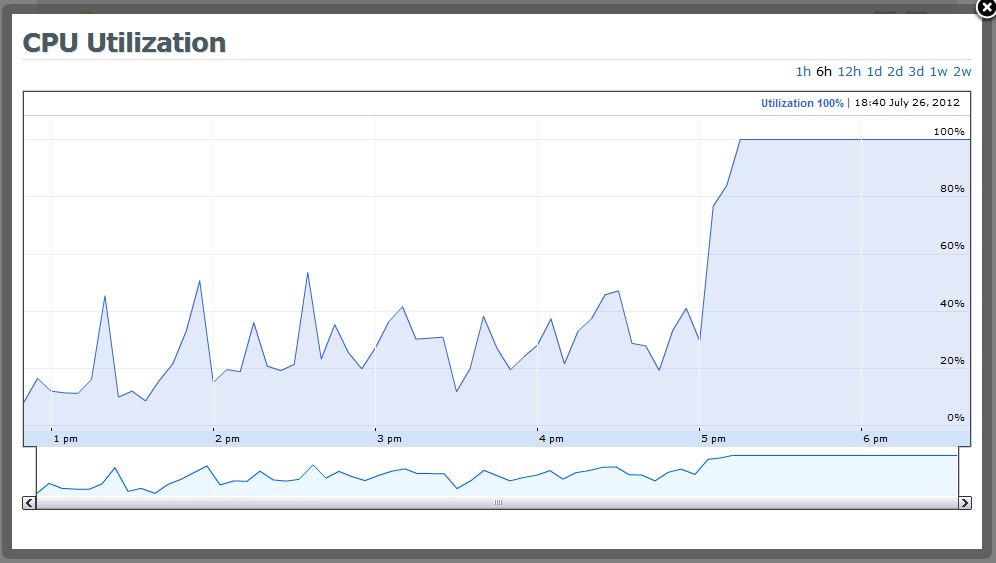 CPU Utilization
1h 6h 12h 1d 2d 3d 1w 2w
Utilization 100% | 18:40 July 26, 2012
100%
80%
60%
40%
20%
0%
1 pm 2 pm 3 pm 4 pm 5 pm 6 pm